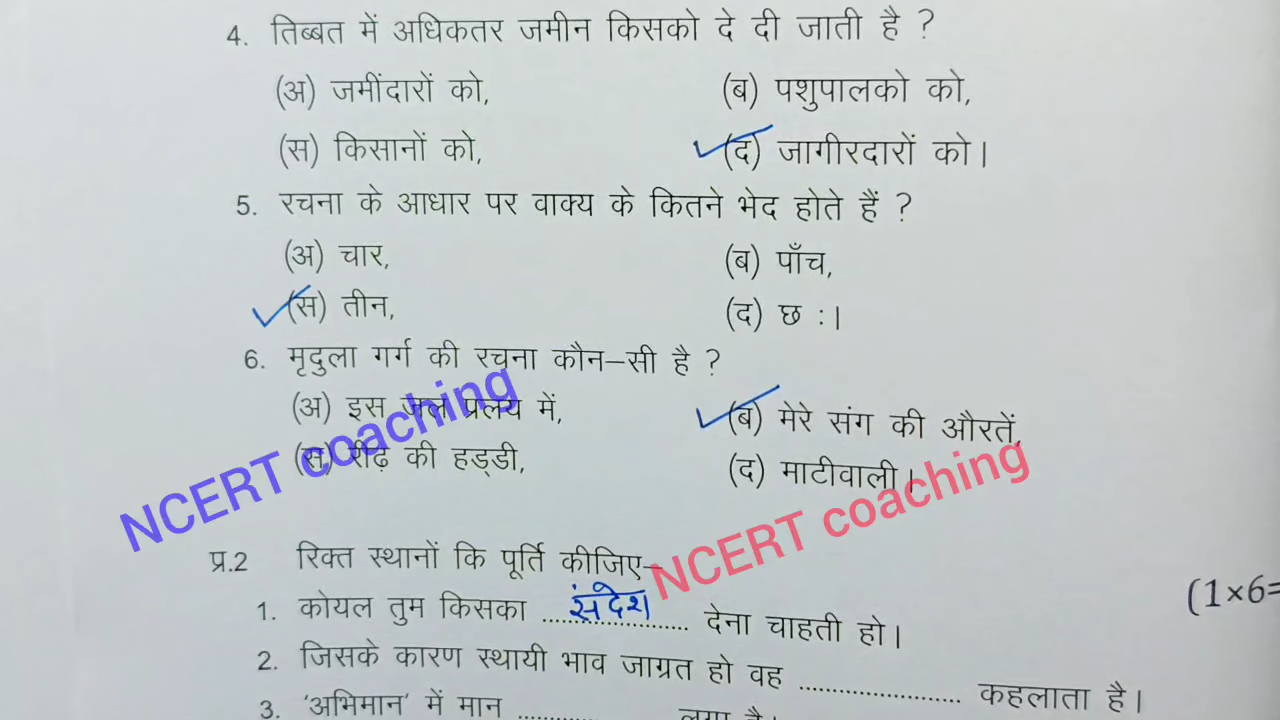 4. तिब्बत में अधिकतर जमीन किसको दे दी जाती है ?
(अ) जमींदारों को, (ब) पशुपालको को,
(स) किसानों को, (द) जागीरदारों को।
5. रचना के आधार पर वाक्य के कितने भेद होते हैं ?
(अ) चार, (ब) पाँच,
(स) तीन, (द) छ :।
6. मृदुला गर्ग की रचना कौन–सी है ?
(अ) इस जल प्रलय में, (ब) मेरे संग की औरतें,
(स) रीढ़ की हड्डी, (द) माटीवाली।
NCERT coaching
NCERT coaching
प्र.2 रिक्त स्थानों कि पूर्ति कीजिए– (1×6=
1. कोयल तुम किसका ...संदेश... देना चाहती हो।
2. जिसके कारण स्थायी भाव जाग्रत हो वह ...................... कहलाता है।
3. 'अभिमान' में मान .............. लगा है।